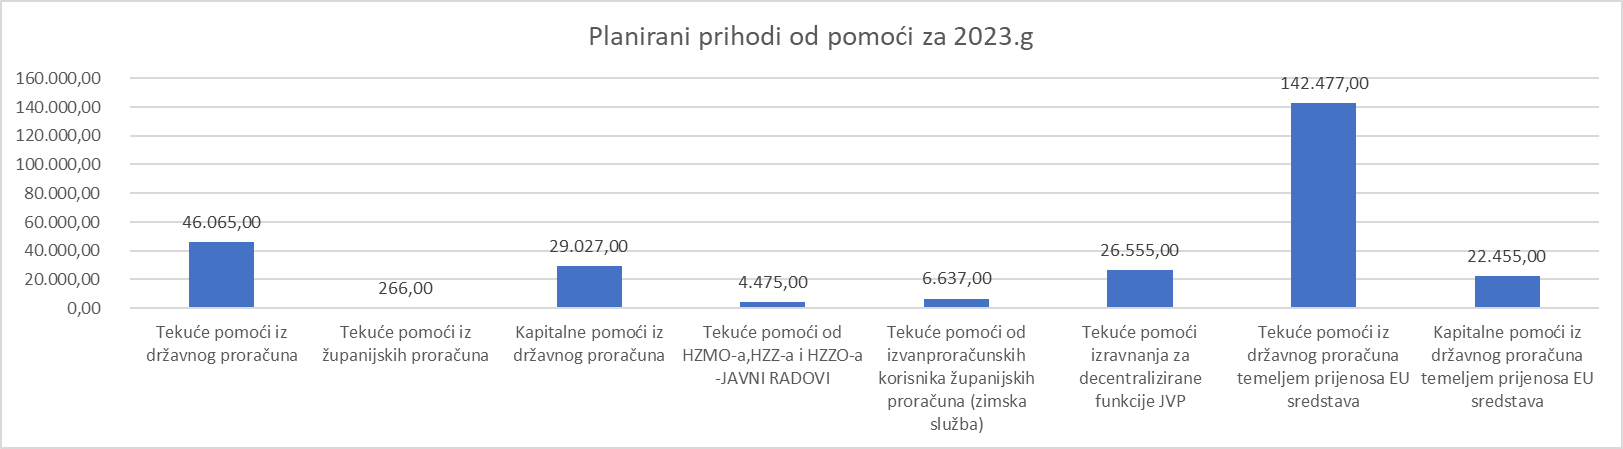 Planirani prihodi od pomoći za 2023.g
160.000,00
140.000,00
120.000,00
100.000,00
80.000,00
60.000,00
40.000,00
20.000,00
0,00
46.065,00
266,00
29.027,00
4.475,00
6.637,00
26.555,00
142.477,00
22.455,00
Tekuće pomoći iz
državnog proračuna
Tekuće pomoći iz
županijskih proračuna
Kapitalne pomoći iz
državnog proračuna
Tekuće pomoći od
HZMO-a,HZZ-a i HZZO-a
-JAVNI RADOVI
Tekuće pomoći od
izvanproračunskih
korisnika županijskih
proračuna (zimska
služba)
Tekuće pomoći
izravnanja za
decentralizirane
funkcije JVP
Tekuće pomoći iz
državnog proračuna
temeljem prijenosa EU
sredstava
Kapitalne pomoći iz
državnog proračuna
temeljem prijenosa EU
sredstava